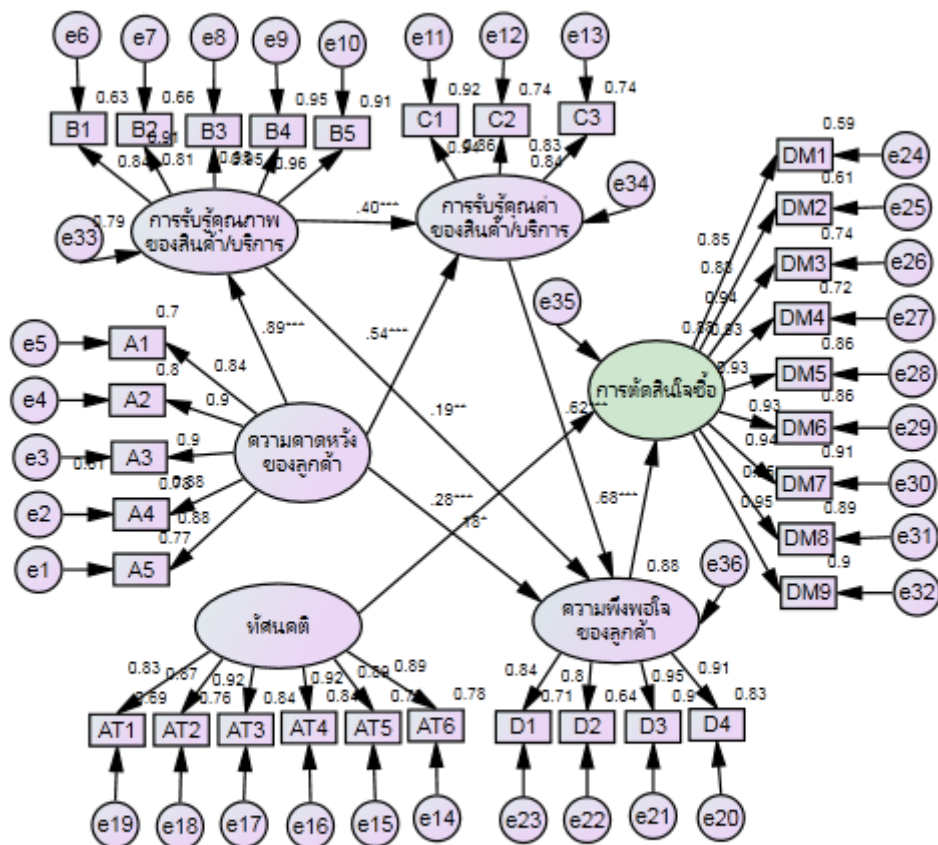 e6 e7 e8 e9 e10 e11 e12 e13
0.63 0.66 0.95 0.91 0.92 0.74 0.74
B1 B2 B3 B4 B5 C1 C2 C3
0.59
DM1 e24
0.84 0.81 0.96 0.83 0.84
e34
0.61
DM2 e25
การรับรู้คุณภาพ
ของสินค้า/บริการ
การรับรู้คุณค่า
ของสินค้า/บริการ
.40***
0.79
e33
0.74
DM3 e26
0.85
e35
0.94
0.72
DM4 e27
0.7
e5 A1
.89***
.54***
0.84
0.86
DM5 e28
0.8
e4 A2
0.9
การตัดสินใจซื้อ
0.93
0.86
DM6 e29
0.93
.19**
ความคาดหวัง
ของลูกค้า
0.9
e3 A3
0.94
0.91
DM7 e30
e2 A4
0.88
.28***
.68***
0.95
0.89
DM8 e31
0.77
e1 A5
0.88
e36
0.9
DM9 e32
ทัศนคติ
ความพึงพอใจ
ของลูกค้า
0.83 0.92 0.92 0.89 0.84 0.8 0.95 0.91
0.76 0.84 0.78 0.71 0.64 0.83
AT1 AT2 AT3 AT4 AT5 AT6 D1 D2 D3 D4
e19 e18 e17 e16 e15 e14 e23 e22 e21 e20